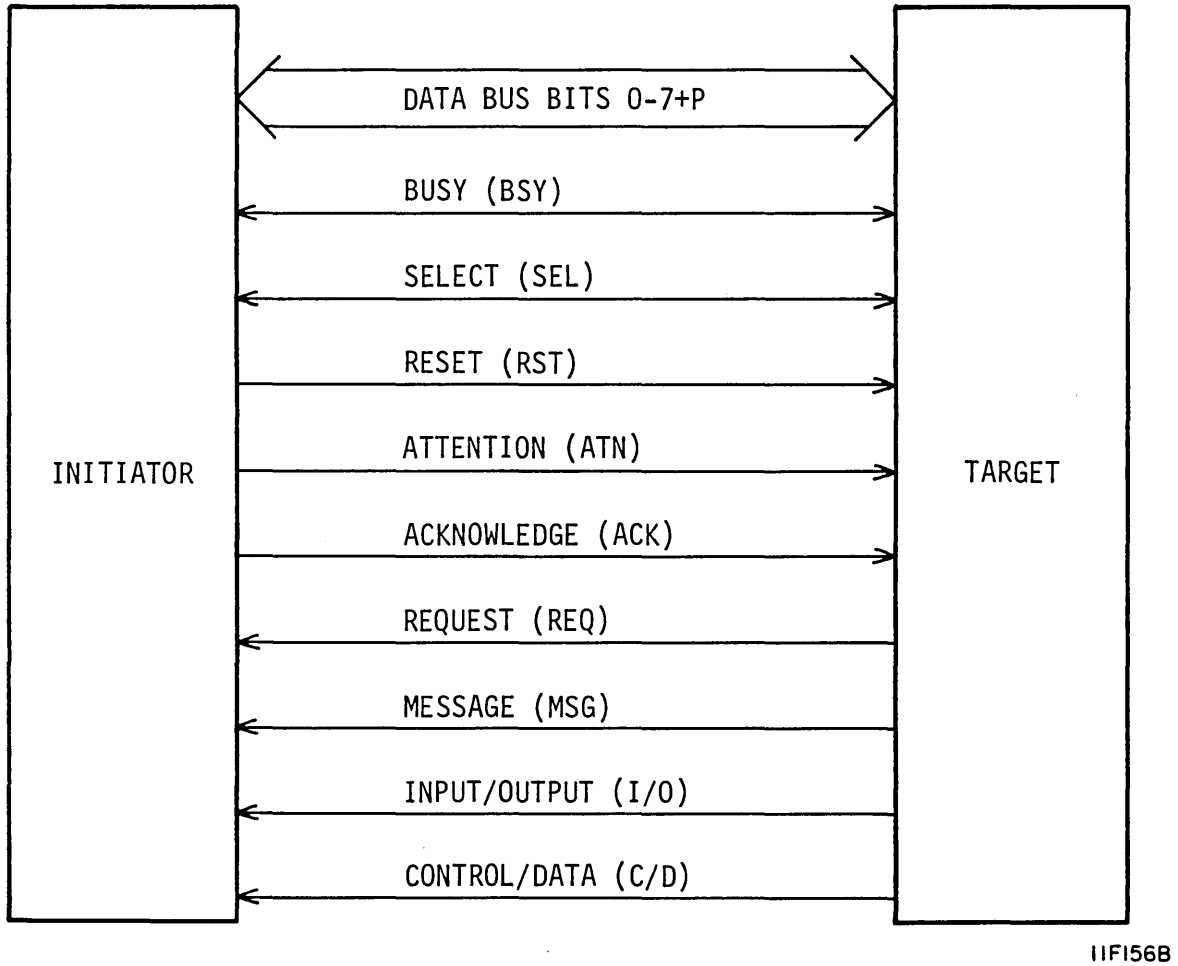 DATA BUS BITS 0-7+P
BUSY (BSY)
SELECT (SEL)
RESET (RST)
ATTENTION (ATN)
INITIATOR
TARGET
ACKNOWLEDGE (ACK)
REQUEST (REQ)
MESSAGE (MSG)
INPUT/OUTPUT (I/O)
CONTROL/DATA (C/D)
11F156B